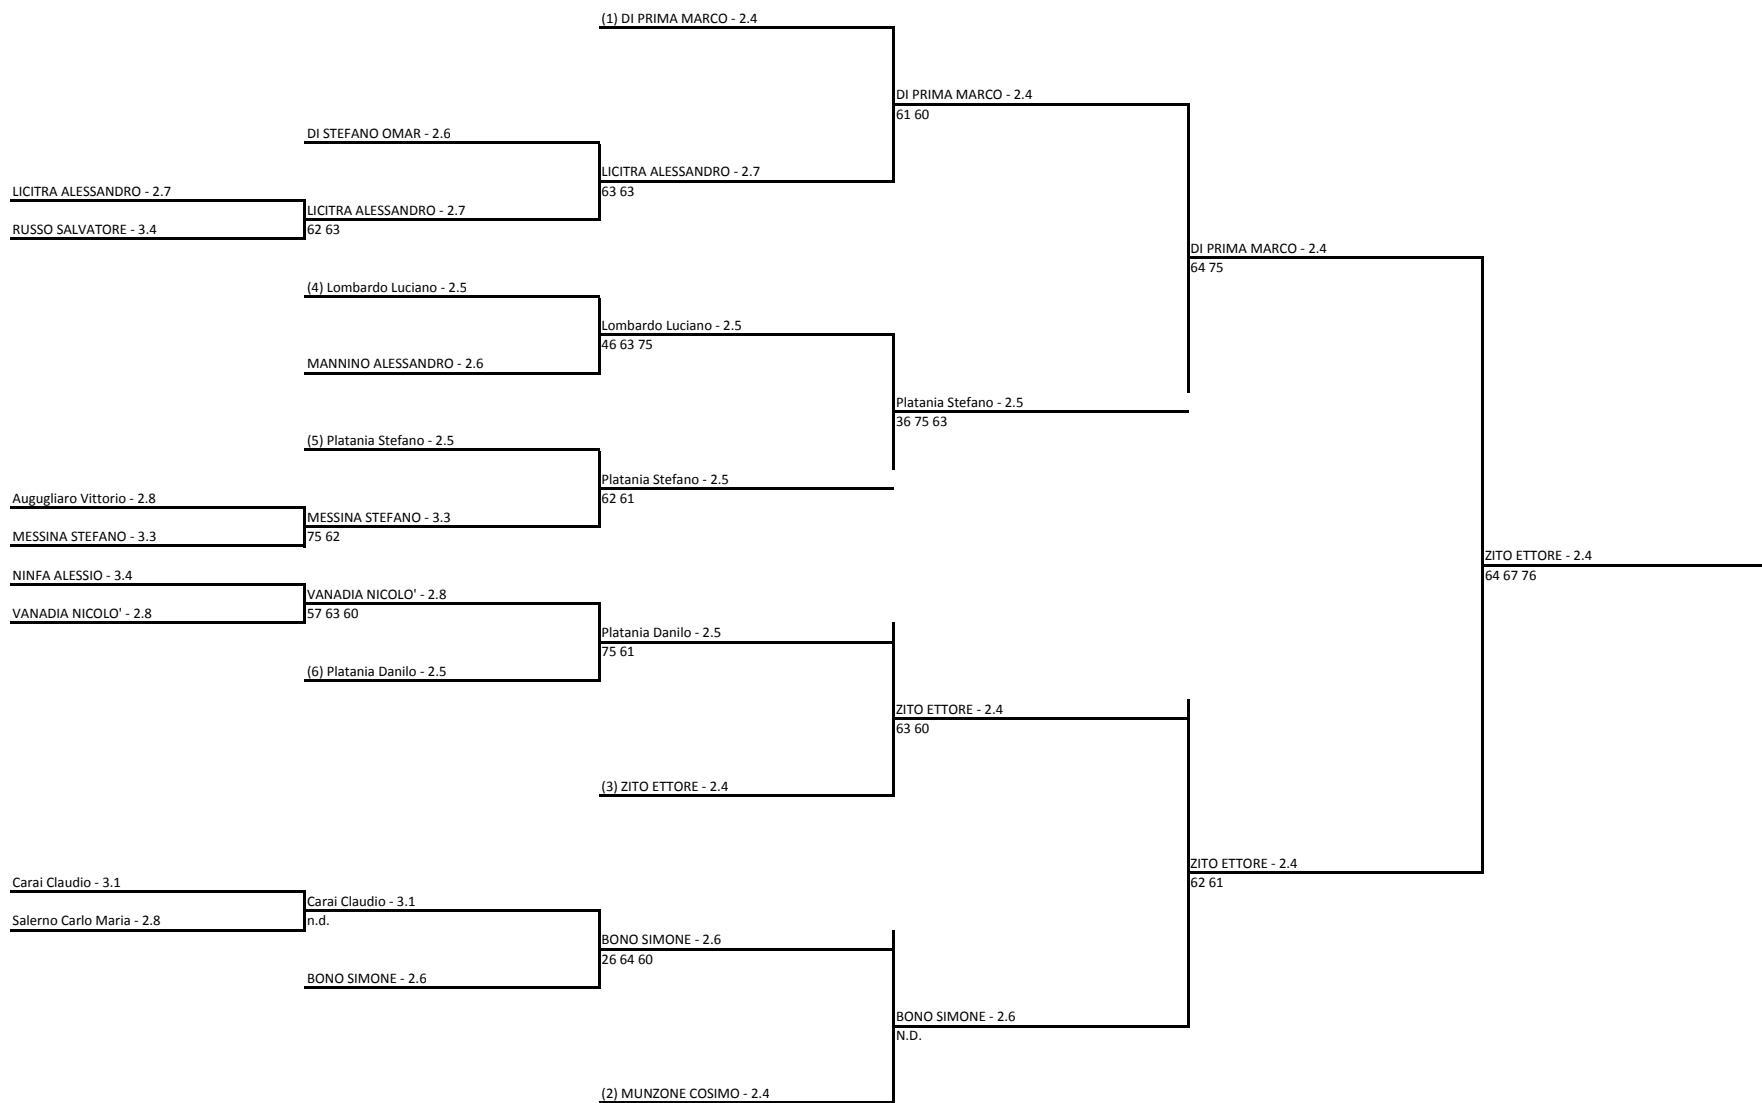 (1) DI PRIMA MARCO - 2.4
DI PRIMA MARCO - 2.4
61 60
DI STEFANO OMAR - 2.6
LICITRA ALESSANDRO - 2.7
63 63
LICITRA ALESSANDRO - 2.7
LICITRA ALESSANDRO - 2.7
62 63
RUSSO SALVATORE - 3.4
DI PRIMA MARCO - 2.4
64 75
(4) Lombardo Luciano - 2.5
Lombardo Luciano - 2.5
46 63 75
MANNINO ALESSANDRO - 2.6
Platania Stefano - 2.5
36 75 63
(5) Platania Stefano - 2.5
Platania Stefano - 2.5
62 61
Augugliaro Vittorio - 2.8
MESSINA STEFANO - 3.3
75 62
MESSINA STEFANO - 3.3
ZITO ETTORE - 2.4
64 67 76
NINFA ALESSIO - 3.4
VANADIA NICOLO' - 2.8
57 63 60
VANADIA NICOLO' - 2.8
Platania Danilo - 2.5
75 61
(6) Platania Danilo - 2.5
ZITO ETTORE - 2.4
63 60
(3) ZITO ETTORE - 2.4
ZITO ETTORE - 2.4
62 61
Carai Claudio - 3.1
Carai Claudio - 3.1
n.d.
Salerno Carlo Maria - 2.8
BONO SIMONE - 2.6
26 64 60
BONO SIMONE - 2.6
BONO SIMONE - 2.6
N.D.
(2) MUNZONE COSIMO - 2.4